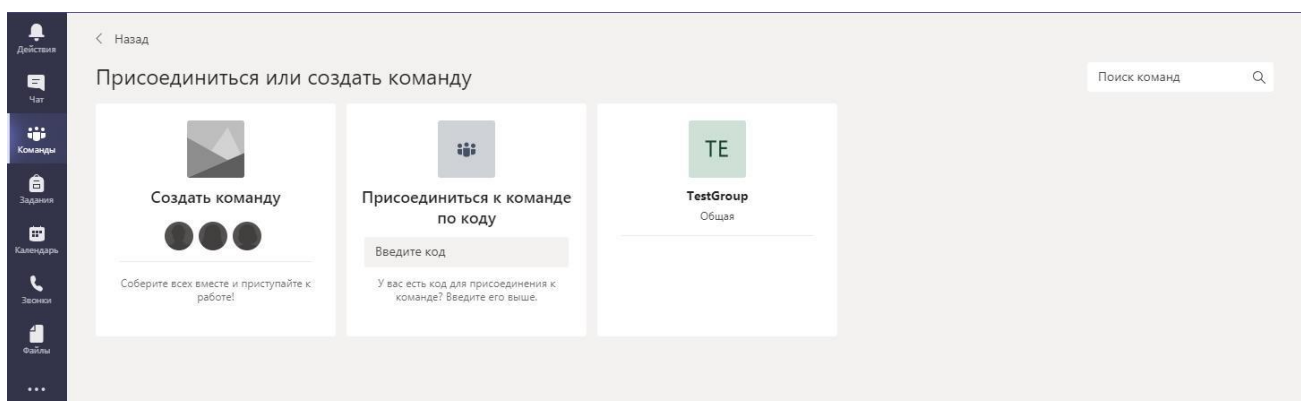 Действия
Чат
Команды
Задания
Календарь
Звонки
Файлы
Назад
Присоединиться или создать команду
Поиск команд
Создать команду
Соберите всех вместе и приступайте к
работе!
Присоединиться к команде
по коду
Введите код
У вас есть код для присоединения к
команде? Введите его выше.
TE
TestGroup
Общая